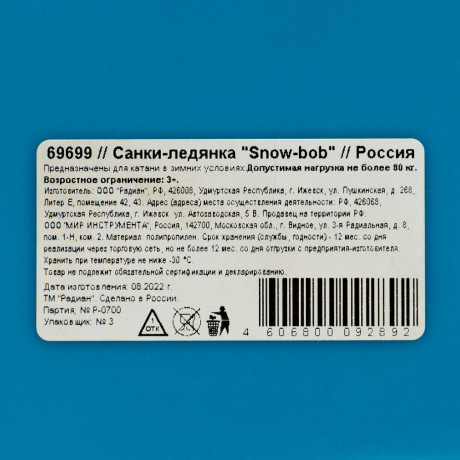 69699 // Санки-ледянка "Snow-bob" // Россия
Предназначены для катани в зимних условиях.Допустимая нагрузка не более 80 кг.
Возростное ограничение: 3+.
Изготовитель: ООО "Радиан", РФ, 426008, Удмуртская Республика, г. Ижевск, ул. Пушкинская, д. 268,
Литер Е, помещение 42, 43. Адрес (адреса) места осуществления деятельности: РФ, 426068,
Удмуртская Республика, г. Ижевск, ул. Автозаводская, 5 В. Продавец на территории РФ:
ООО "МИР ИНСТРУМЕНТА", Россия, 142700, Московская обл., г. Видное, ул. 3-я Радиальная, д. 8,
пом. 1-Н, ком. 2. Материал: полипропилен. Срок хранения (службы, годности) - 12 мес. со дня
реализации через торговую сеть, но не более - 12 мес. со дня отгрузки с предприятия-изготовителя.
Хранить при температуре не ниже -30 °C.
Товар не подлежит обязательной сертификации и декларированию.
Дата изготовления: 08.2022 г.
ТМ "Радиан". Сделано в России.
Партия: № P-0700
Упаковщик: № 3
1
ОТК
4 606800 092892